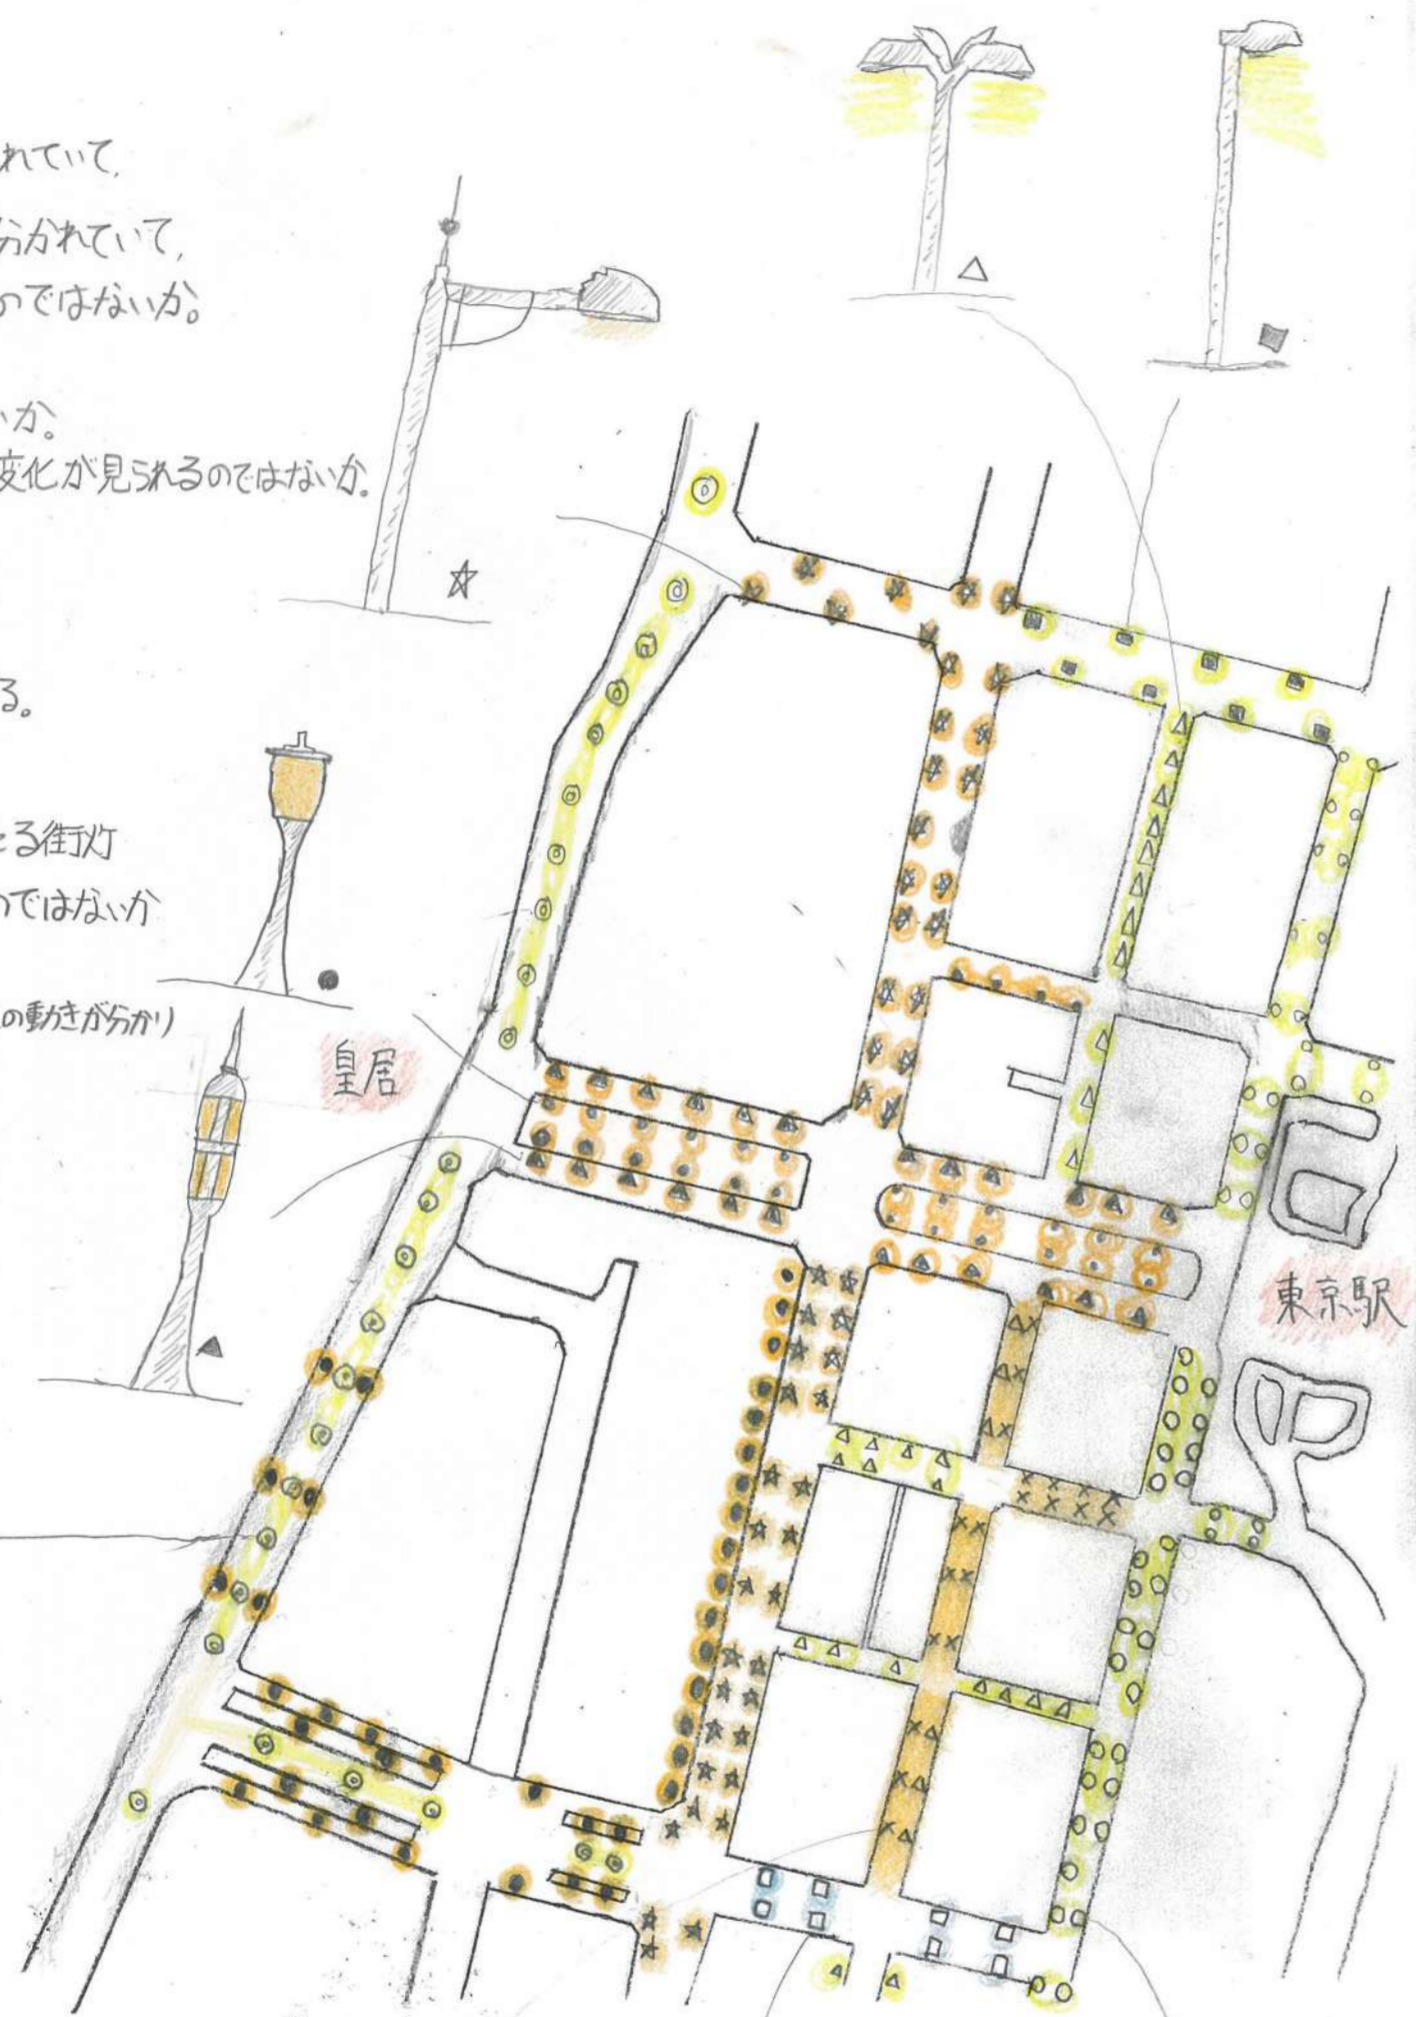 れていて、
分かれていて、
のではないか。
いか。
変化が見られるのではないか。
る。
とる街灯
のではないか
の動きが分かり
皇居
東京駅